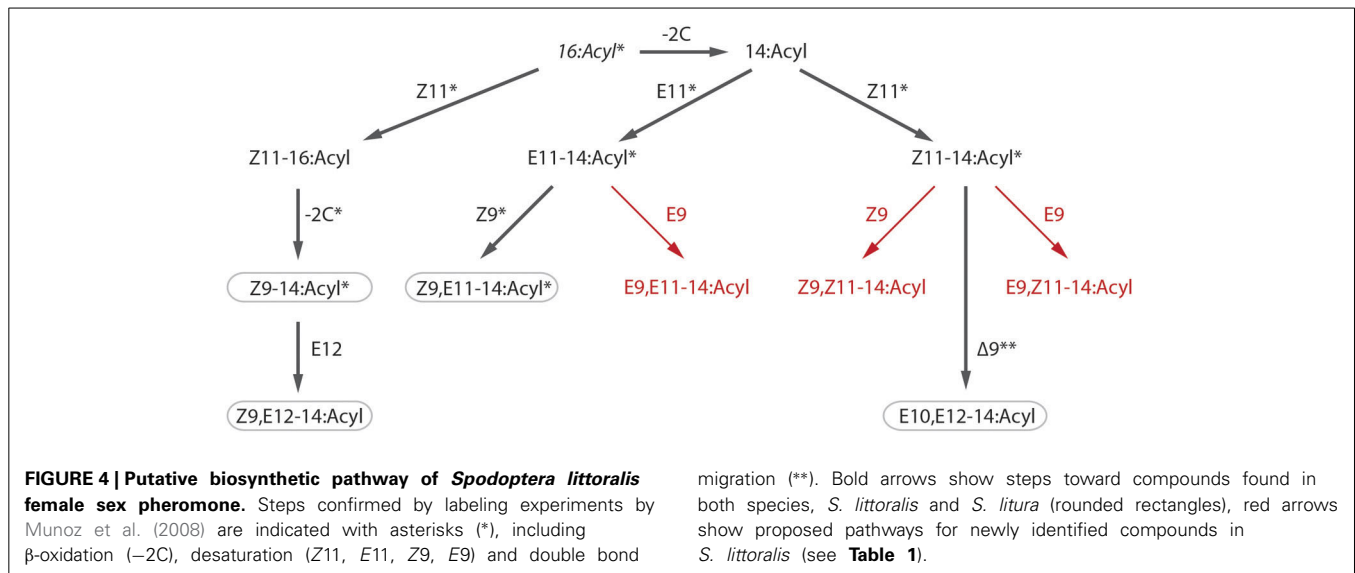 -2C
16:Acyl* 14:Acyl
Z11* E11* Z11*
Z11-16:Acyl E11-14:Acyl* Z11-14:Acyl*
-2C* Z9* E9 Z9 E9
Z9-14:Acyl* Z9,E11-14:Acyl* E9,E11-14:Acyl Z9,Z11-14:Acyl E9,Z11-14:Acyl
E12 Δ9**
Z9,E12-14:Acyl E10,E12-14:Acyl
FIGURE 4 | Putative biosynthetic pathway of Spodoptera littoralis
female sex pheromone. Steps confirmed by labeling experiments by
Munoz et al. (2008) are indicated with asterisks (*), including
β-oxidation (−2C), desaturation (Z11, E11, Z9, E9) and double bond
migration (**). Bold arrows show steps toward compounds found in
both species, S. littoralis and S. litura (rounded rectangles), red arrows
show proposed pathways for newly identified compounds in
S. littoralis (see Table 1).